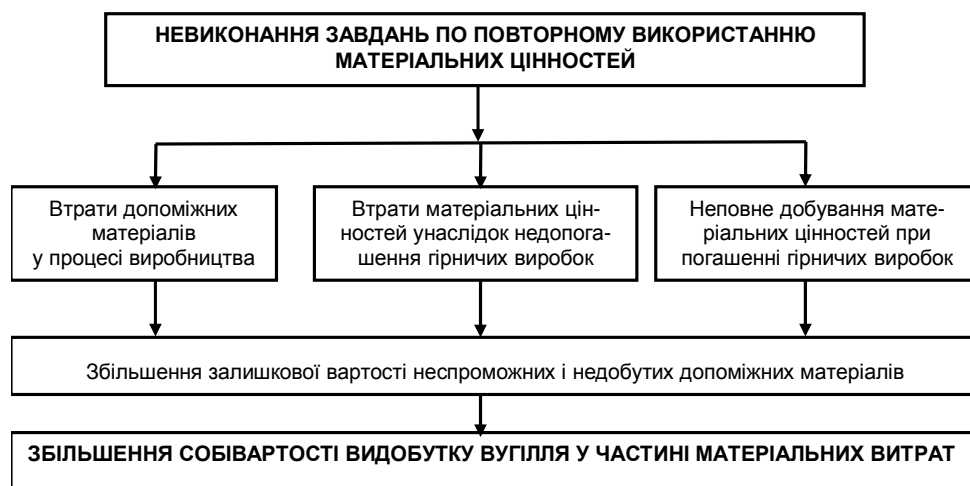 НЕВИКОНАННЯ ЗАВДАНЬ ПО ПОВТОРНОМУ ВИКОРИСТАННЮ
МАТЕРІАЛЬНИХ ЦІННОСТЕЙ
Втрати допоміжних
матеріалів
у процесі виробництва
Втрати матеріальних цін-
ностей унаслідок недопога-
шення гірничих виробок
Неповне добування мате-
ріальних цінностей при
погашенні гірничих виробок
Збільшення залишкової вартості неспроможних і недобутих допоміжних матеріалів
ЗБІЛЬШЕННЯ СОБІВАРТОСТІ ВИДОБУТКУ ВУГІЛЛЯ У ЧАСТИНІ МАТЕРІАЛЬНИХ ВИТРАТ